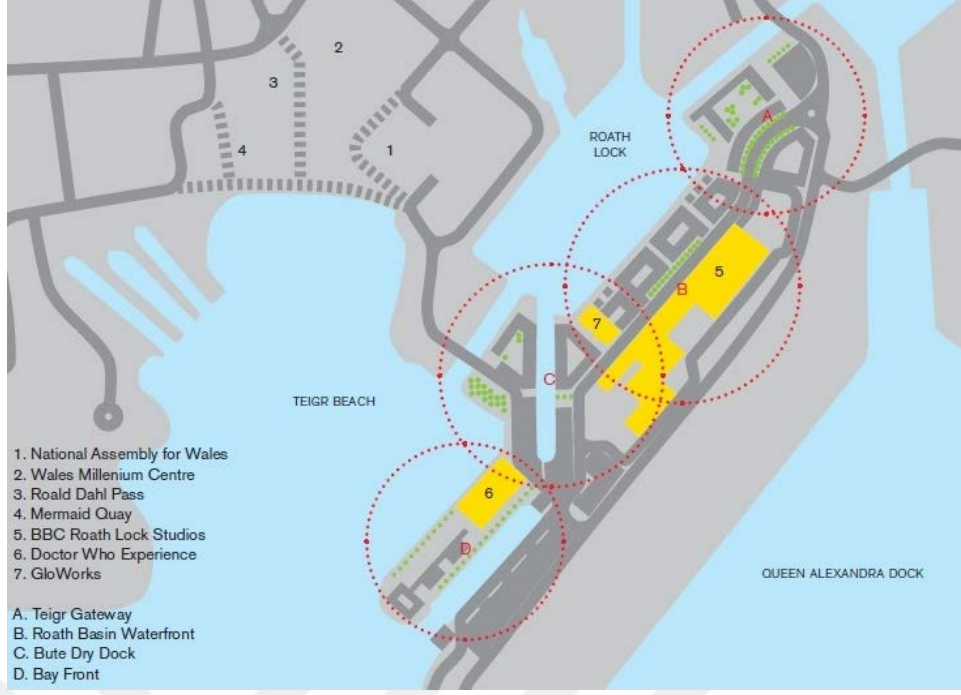 2
3
4
1
ROATH
LOCK
A
5
B
7
C
TEIGR BEACH
6
D
QUEEN ALEXANDRA DOCK
1. National Assembly for Wales
2. Wales Millenium Centre
3. Roald Dahl Pass
4. Mermaid Quay
5. BBC Roath Lock Studios
6. Doctor Who Experience
7. GloWorks
A. Teigr Gateway
B. Roath Basin Waterfront
C. Bute Dry Dock
D. Bay Front